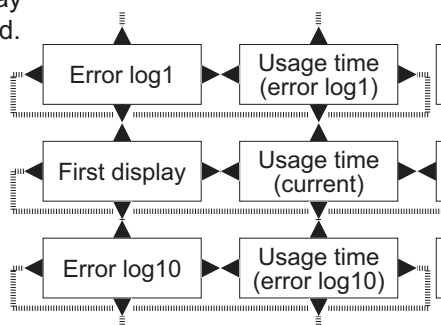 d.
Error log1
Usage time
(error log1)
First display
Usage time
(current)
Error log10
Usage time
(error log10)